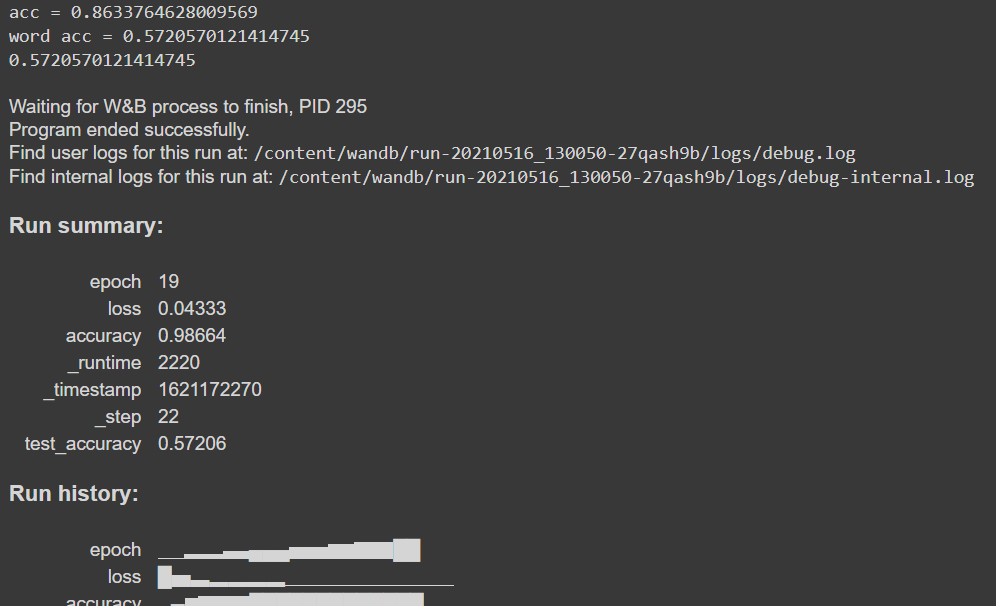 acc = 0.8633764628009569
word acc = 0.5720570121414745
0.5720570121414745
Waiting for W&B process to finish, PID 295
Program ended successfully.
Find user logs for this run at: /content/wandb/run-20210516_130050-27qash9b/logs/debug.log
Find internal logs for this run at: /content/wandb/run-20210516_130050-27qash9b/logs/debug-internal.log
Run summary:
epoch 19
loss 0.04333
accuracy 0.98664
_runtime 2220
_timestamp 1621172270
_step 22
test_accuracy 0.57206
Run history:
epoch
loss
accuracy